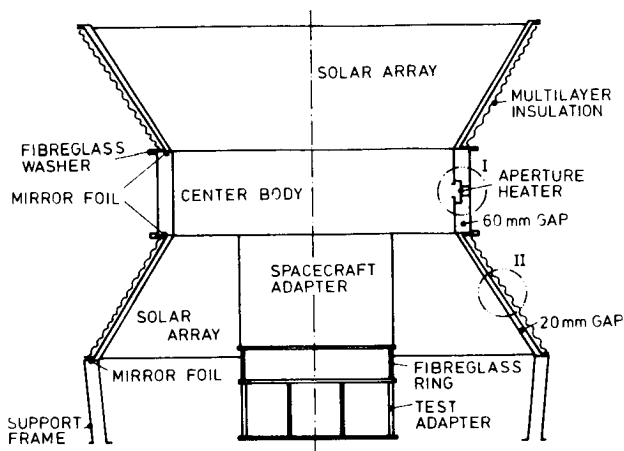 SOLAR ARRAY
MULTILAYER
INSULATION
FIBREGLASS
WASHER
I
APERTURE
HEATER
MIRROR FOIL
CENTER BODY
60 mm GAP
SPACECRAFT
ADAPTER
II
SOLAR
ARRAY
20 mm GAP
MIRROR FOIL
FIBREGLASS
RING
SUPPORT
FRAME
TEST
ADAPTER